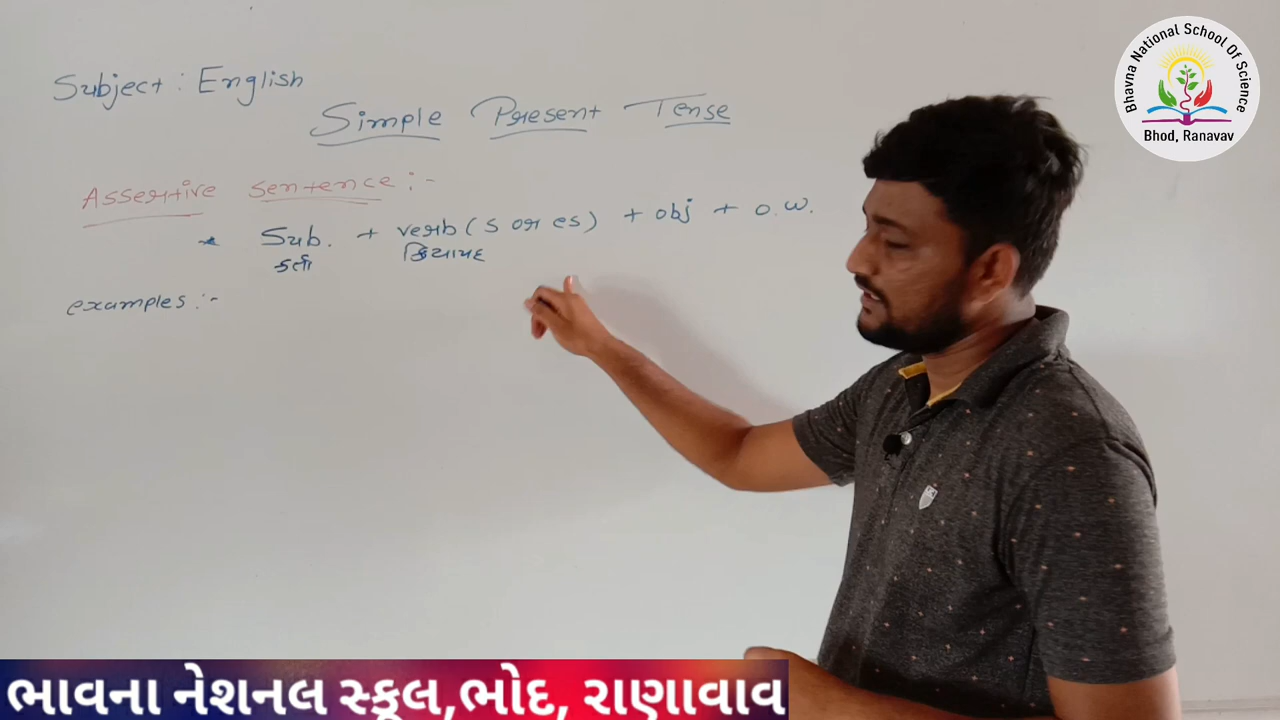 Subject : English
Simple Present Tense
Assertive sentence :-
* Sub. + verb ( s or es ) + obj + o.w.
કર્તા ક્રિયાપદ
examples :-
Bhavna National School Of Science
Bhod, Ranavav
ભાવના નેશનલ સ્કૂલ,ભોદ, રાણાવાવ